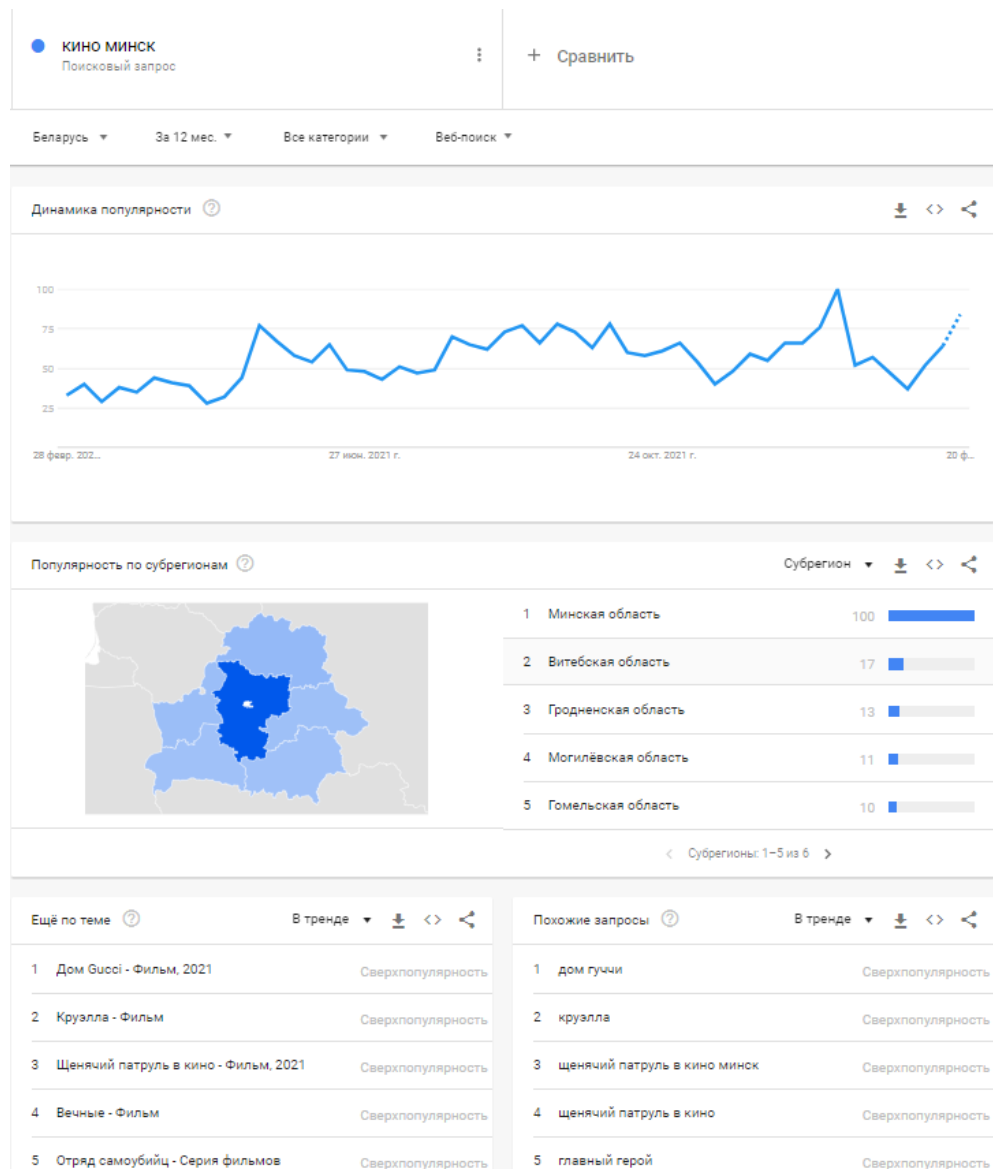 кино минск
Поисковый запрос
+ Сравнить
Беларусь
За 12 мес.
Все категории
Веб-поиск
Динамика популярности
100
75
50
25
28 февр. 202...
27 июн. 2021 г.
24 окт. 2021 г.
20 ф...
Популярность по субрегионам
Субрегион
1 Минская область 100
2 Витебская область 17
3 Гродненская область 13
4 Могилёвская область 11
5 Гомельская область 10
Субрегионы: 1–5 из 6
Ещё по теме
В тренде
1 Дом Gucci - Фильм, 2021 Сверхпопулярность
2 Круэлла - Фильм Сверхпопулярность
3 Щенячий патруль в кино - Фильм, 2021 Сверхпопулярность
4 Вечные - Фильм Сверхпопулярность
5 Отряд самоубийц - Серия фильмов Сверхпопулярность
Похожие запросы
В тренде
1 дом гуччи Сверхпопулярность
2 круэлла Сверхпопулярность
3 щенячий патруль в кино минск Сверхпопулярность
4 щенячий патруль в кино Сверхпопулярность
5 главный герой Сверхпопулярность